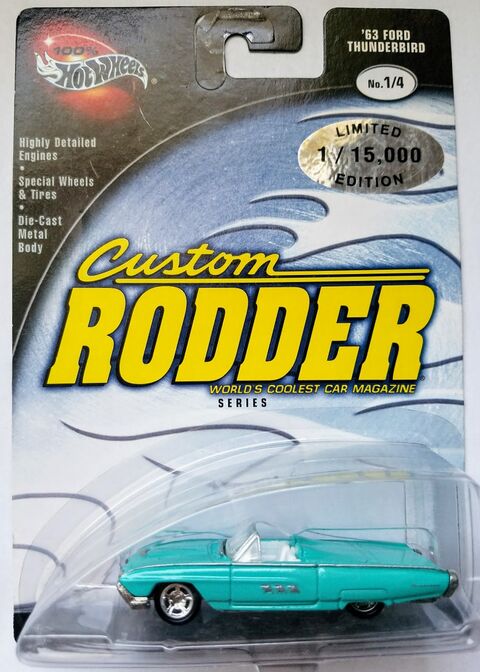 100%
Hot Wheels
'63 FORD
THUNDERBIRD
No.1/4
LIMITED
1 / 15,000
EDITION
Highly Detailed
Engines
•
Special Wheels
& Tires
•
Die-Cast
Metal
Body
Custom
RODDER
WORLD'S COOLEST CAR MAGAZINE
SERIES